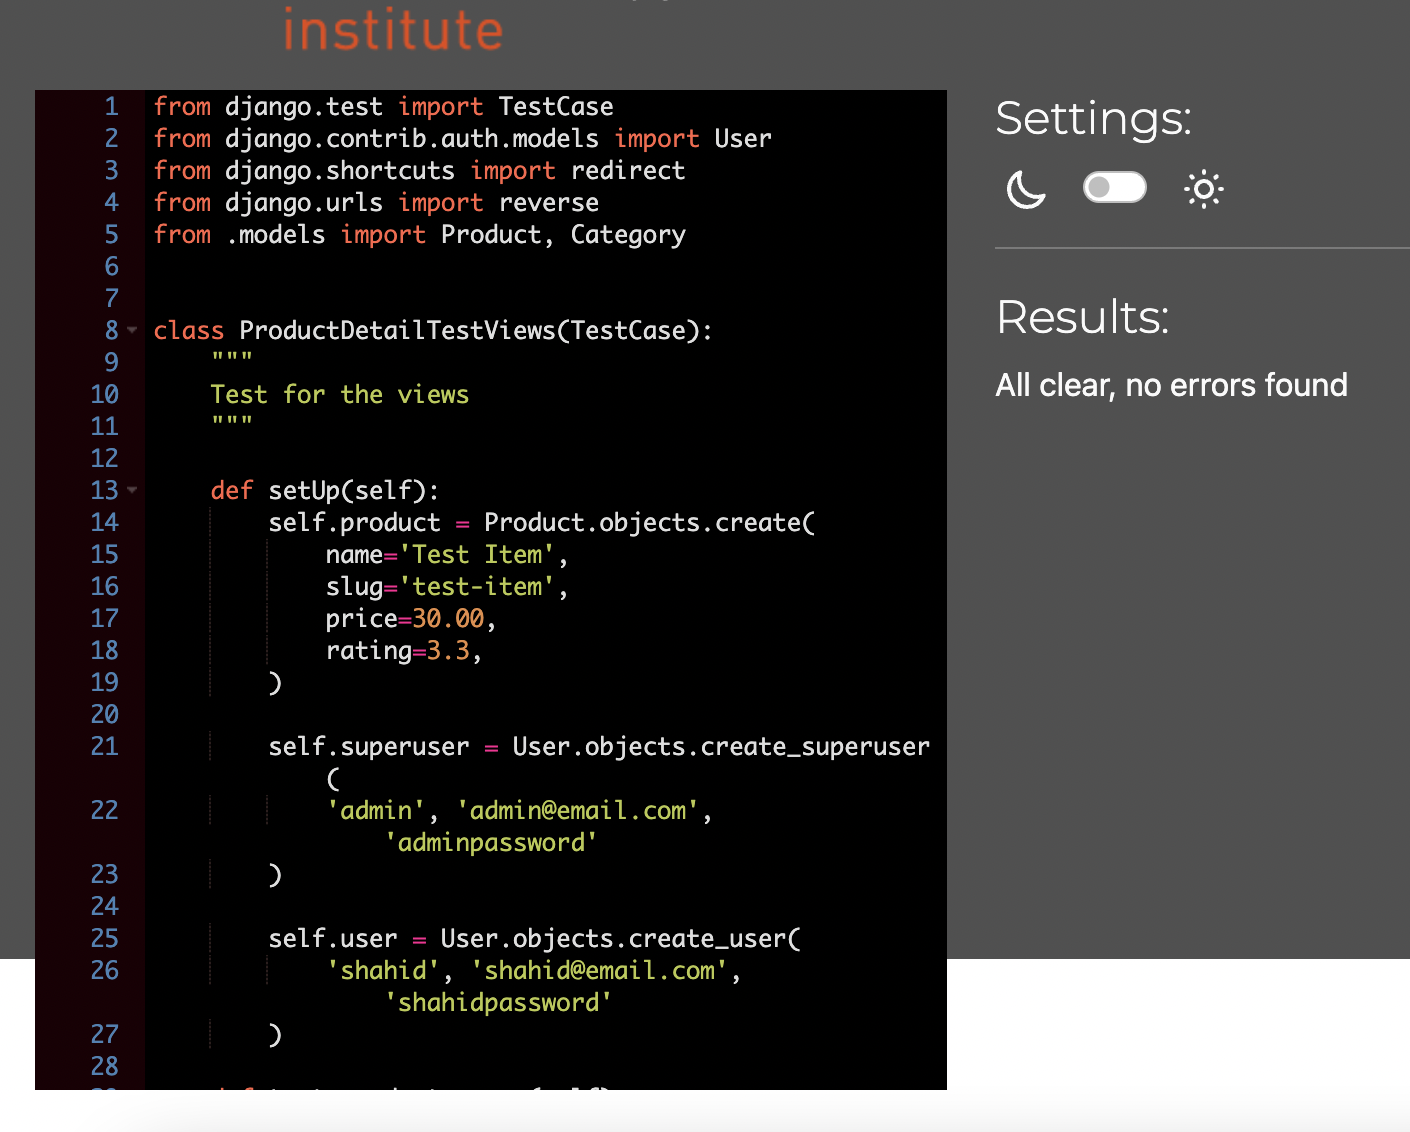 institute
1 from django.test import TestCase
2 from django.contrib.auth.models import User
3 from django.shortcuts import redirect
4 from django.urls import reverse
5 from .models import Product, Category
6
7
8 class ProductDetailTestViews(TestCase):
9     """
10     Test for the views
11     """
12
13     def setUp(self):
14         self.product = Product.objects.create(
15             name='Test Item',
16             slug='test-item',
17             price=30.00,
18             rating=3.3,
19         )
20
21         self.superuser = User.objects.create_superuser
(
22             'admin', 'admin@email.com',
'adminpassword'
23         )
24
25         self.user = User.objects.create_user(
26             'shahid', 'shahid@email.com',
'shahidpassword'
27         )
28
Settings:
Results:
All clear, no errors found